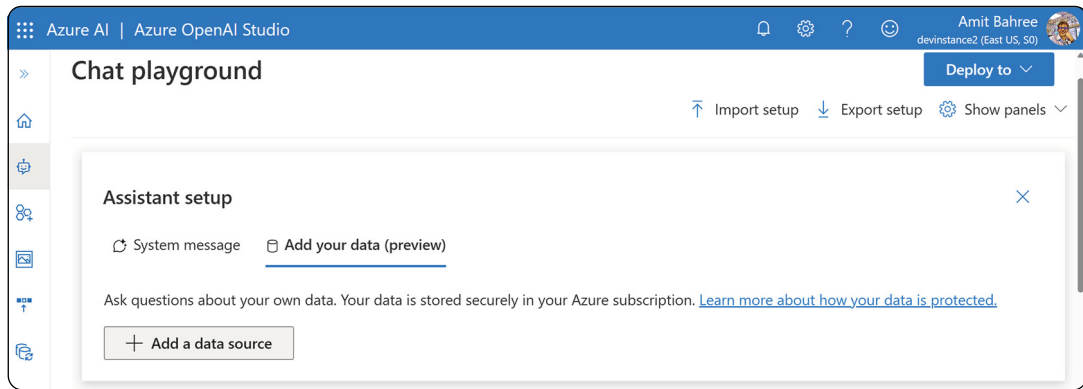 Azure AI | Azure OpenAI Studio
Amit Bahree
devinstance2 (East US, S0)
Chat playground
Deploy to
Import setup
Export setup
Show panels
Assistant setup
System message
Add your data (preview)
Ask questions about your own data. Your data is stored securely in your Azure subscription. Learn more about how your data is protected.
Add a data source